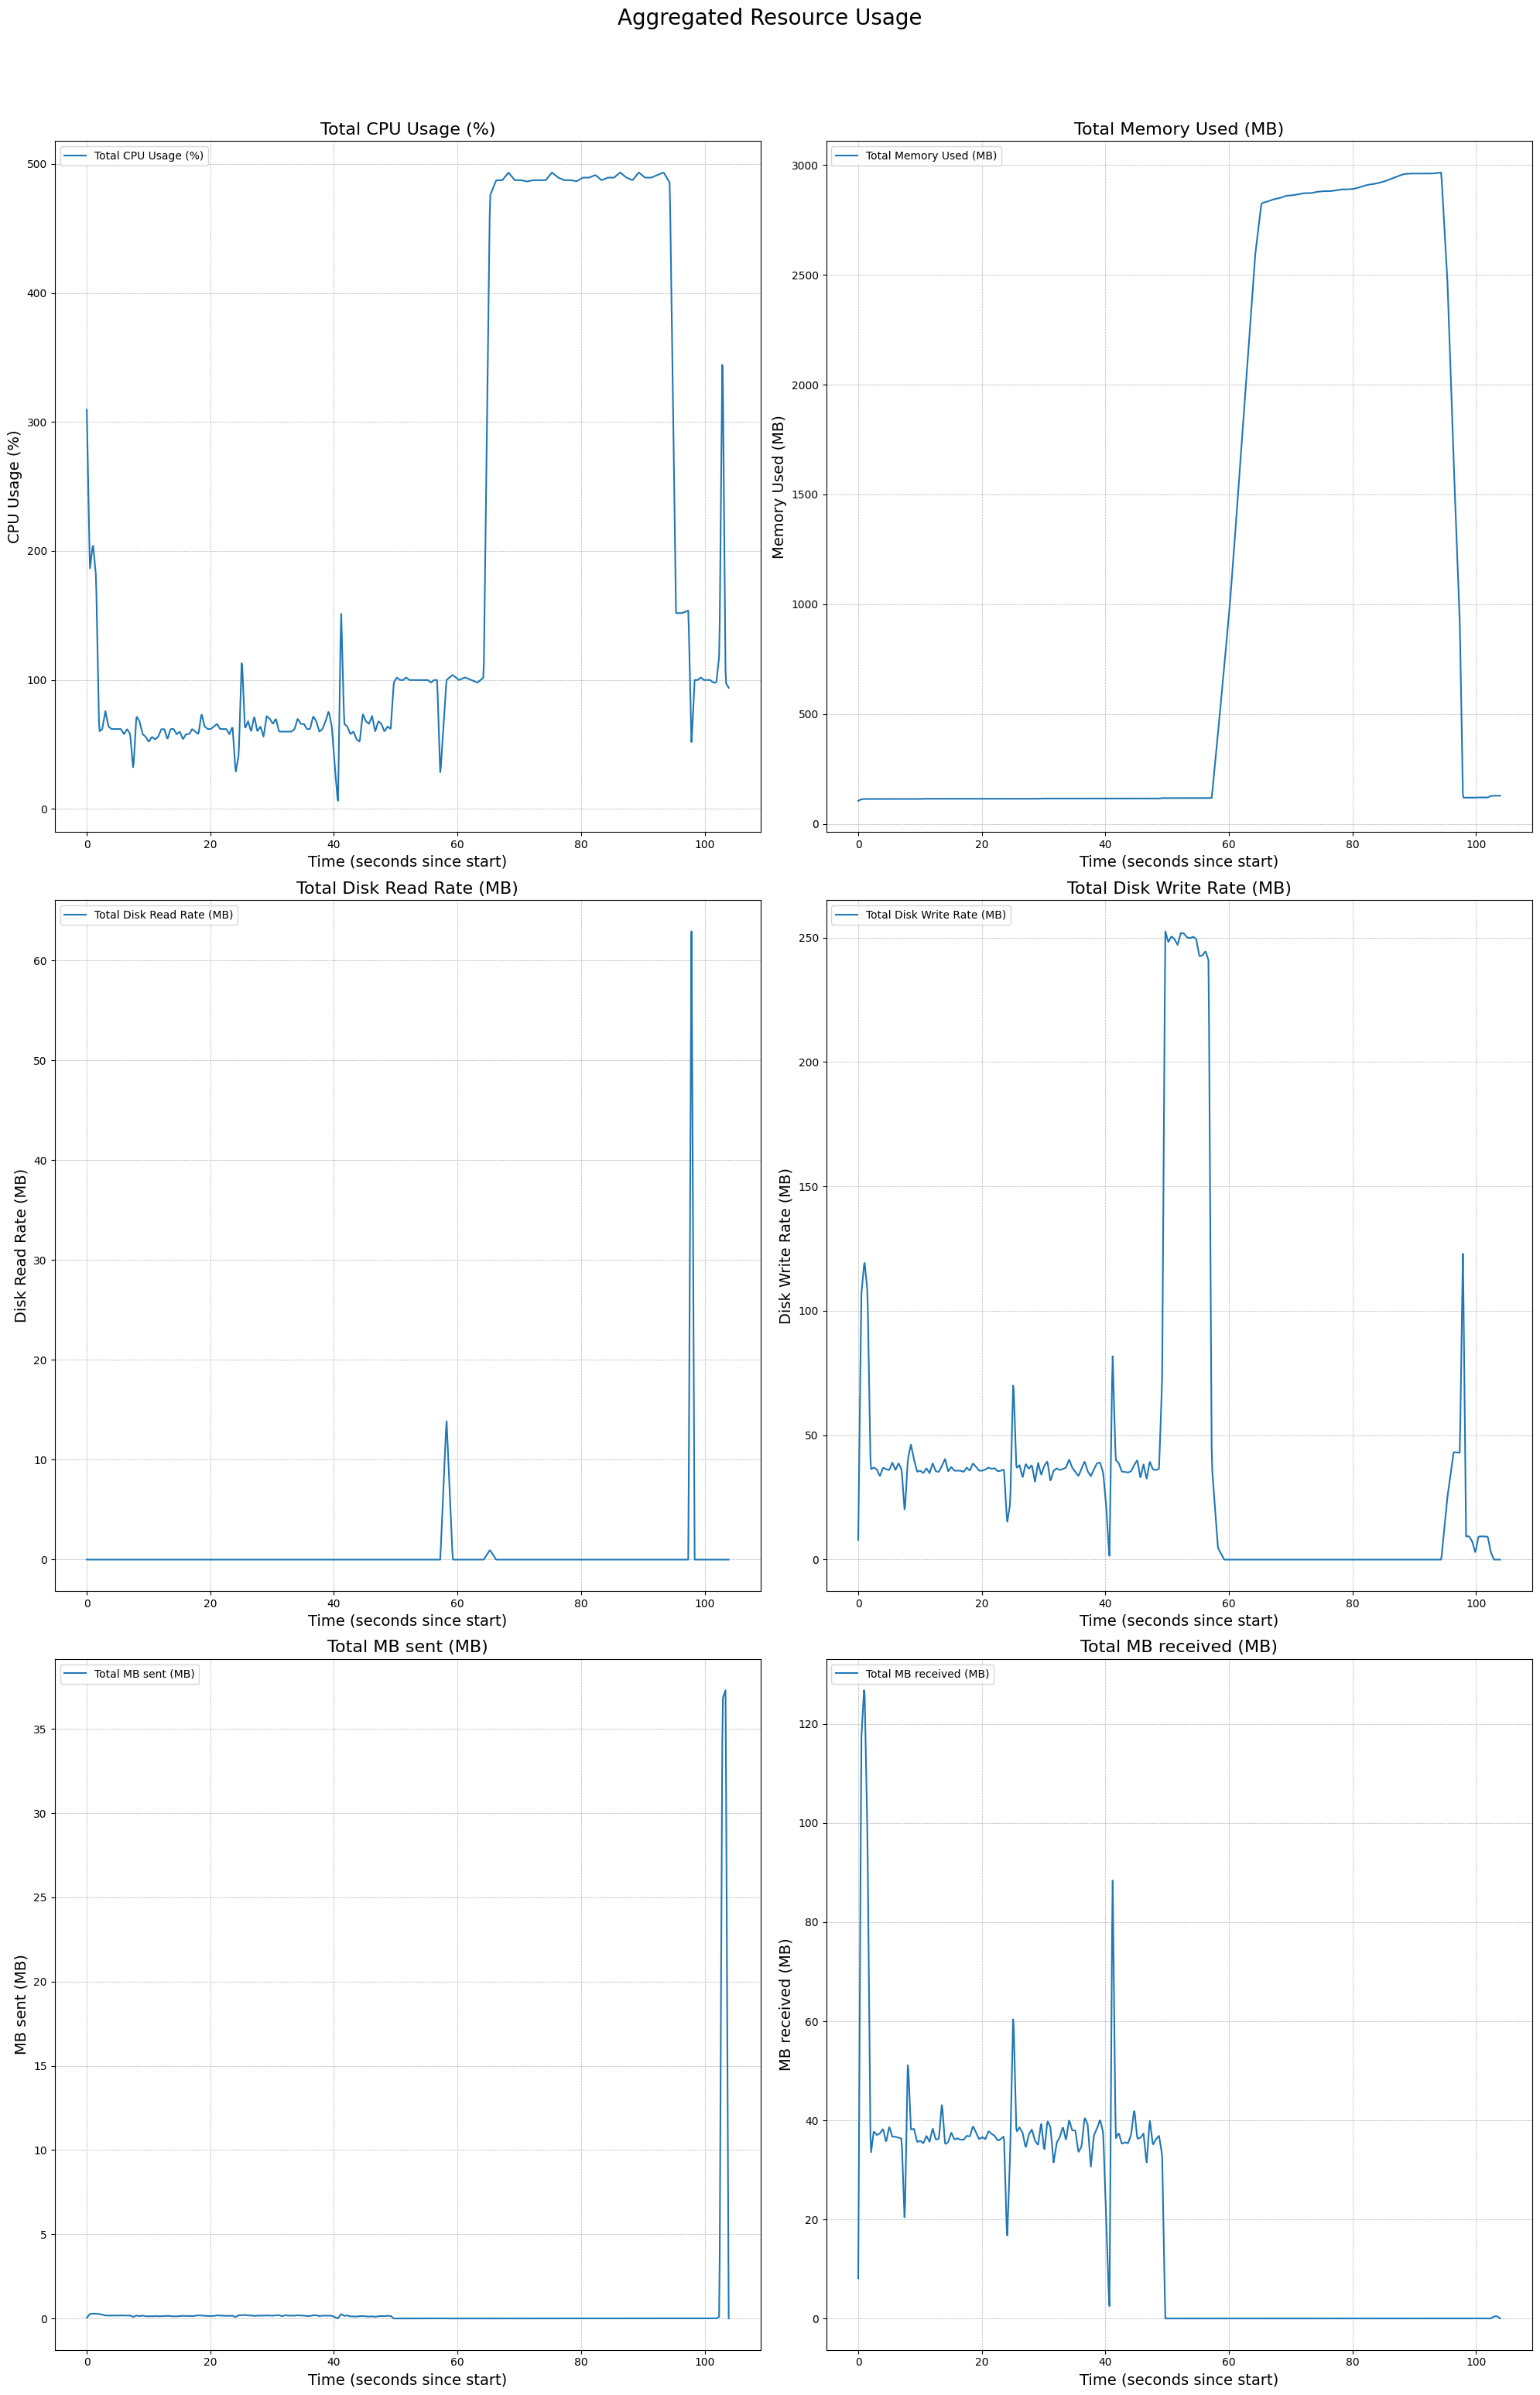 Aggregated Resource Usage
Total CPU Usage (%)
Total CPU Usage (%)
CPU Usage (%)
500
400
300
200
100
0
0 20 40 60 80 100
Time (seconds since start)
Total Memory Used (MB)
Total Memory Used (MB)
Memory Used (MB)
3000
2500
2000
1500
1000
500
0
0 20 40 60 80 100
Time (seconds since start)
Total Disk Read Rate (MB)
Total Disk Read Rate (MB)
Disk Read Rate (MB)
60
50
40
30
20
10
0
0 20 40 60 80 100
Time (seconds since start)
Total Disk Write Rate (MB)
Total Disk Write Rate (MB)
Disk Write Rate (MB)
250
200
150
100
50
0
0 20 40 60 80 100
Time (seconds since start)
Total MB sent (MB)
Total MB sent (MB)
MB sent (MB)
35
30
25
20
15
10
5
0
0 20 40 60 80 100
Time (seconds since start)
Total MB received (MB)
Total MB received (MB)
MB received (MB)
120
100
80
60
40
20
0
0 20 40 60 80 100
Time (seconds since start)